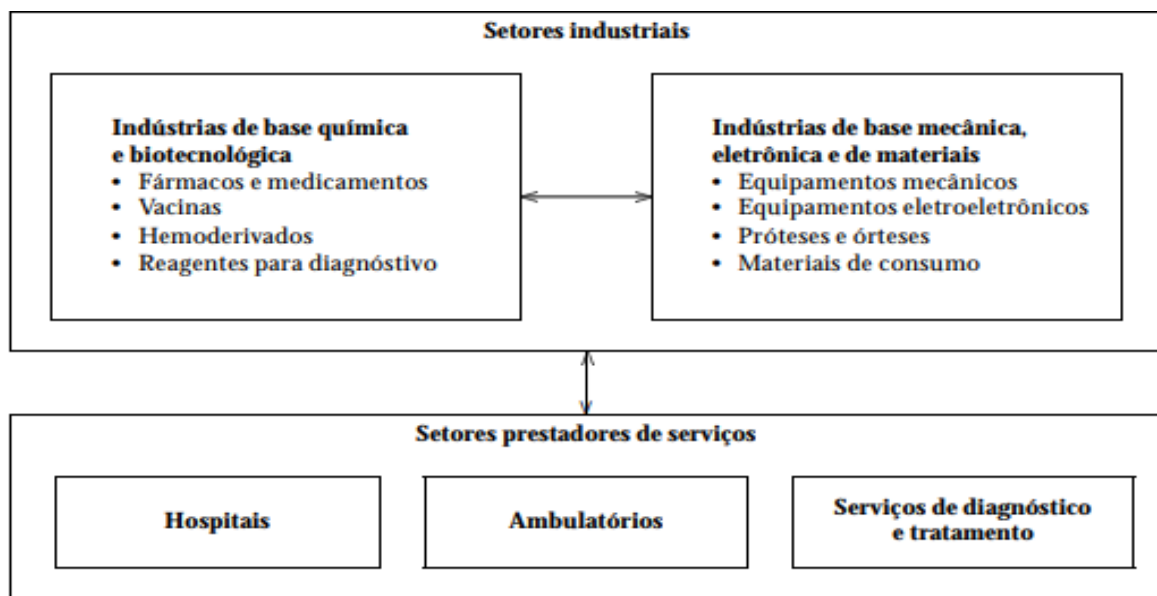 Setores industriais
Indústrias de base química
e biotecnológica
• Fármacos e medicamentos
• Vacinas
• Hemoderivados
• Reagentes para diagnóstivo
Indústrias de base mecânica,
eletrônica e de materiais
• Equipamentos mecânicos
• Equipamentos eletroeletrônicos
• Próteses e órteses
• Materiais de consumo
Setores prestadores de serviços
Hospitais
Ambulatórios
Serviços de diagnóstico
e tratamento